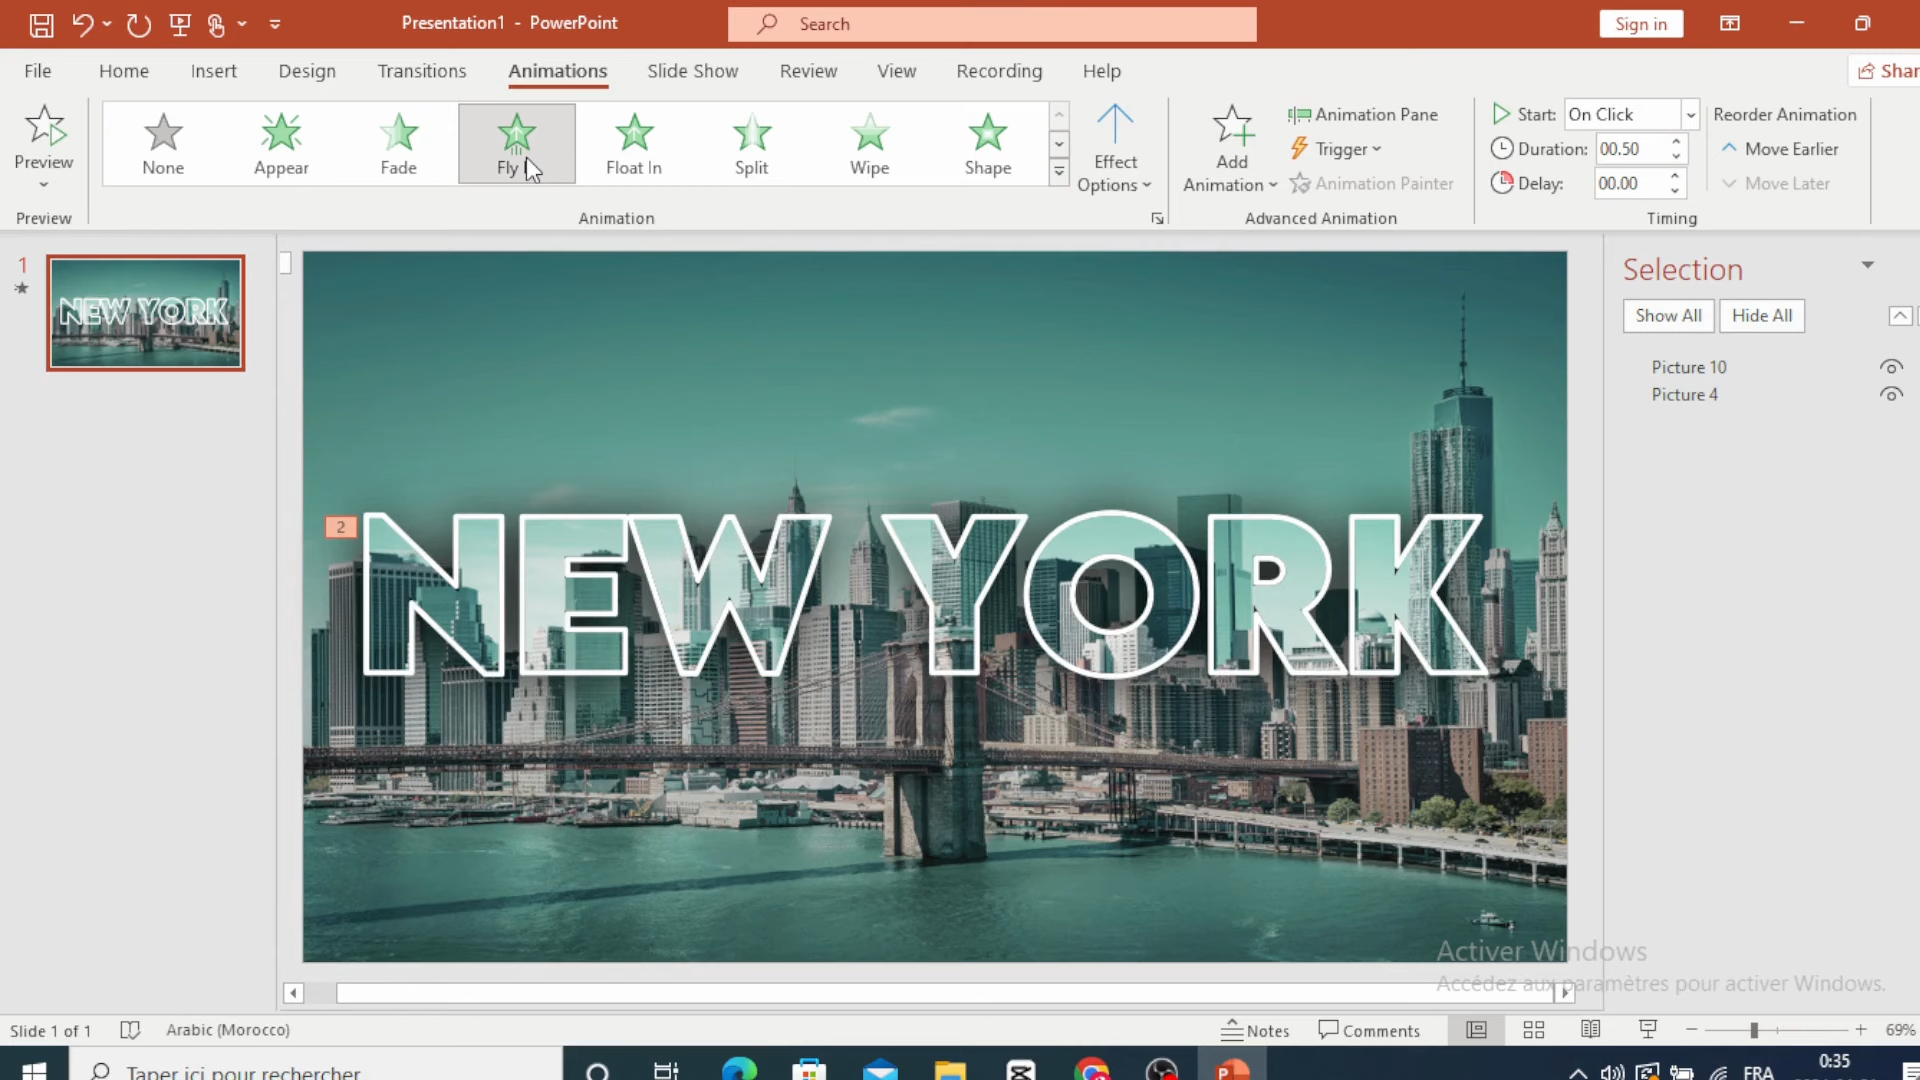 Presentation1 - PowerPoint
Search
Sign in
File Home Insert Design Transitions Animations Slide Show Review View Recording Help
Shar
Preview
None Appear Fade Fly Float In Split Wipe Shape
Effect Options
Add Animation
Animation Pane
Trigger
Animation Painter
Start: On Click
Duration: 00.50
Delay: 00.00
Reorder Animation
Move Earlier
Move Later
Preview Animation Advanced Animation Timing
1
NEW YORK
2
NEW YORK
Selection
Show All Hide All
Picture 10
Picture 4
Activer Windows
Accédez aux paramètres pour activer Windows.
Slide 1 of 1 Arabic (Morocco) Notes Comments 69%
Taper ici pour rechercher
FRA
0:35